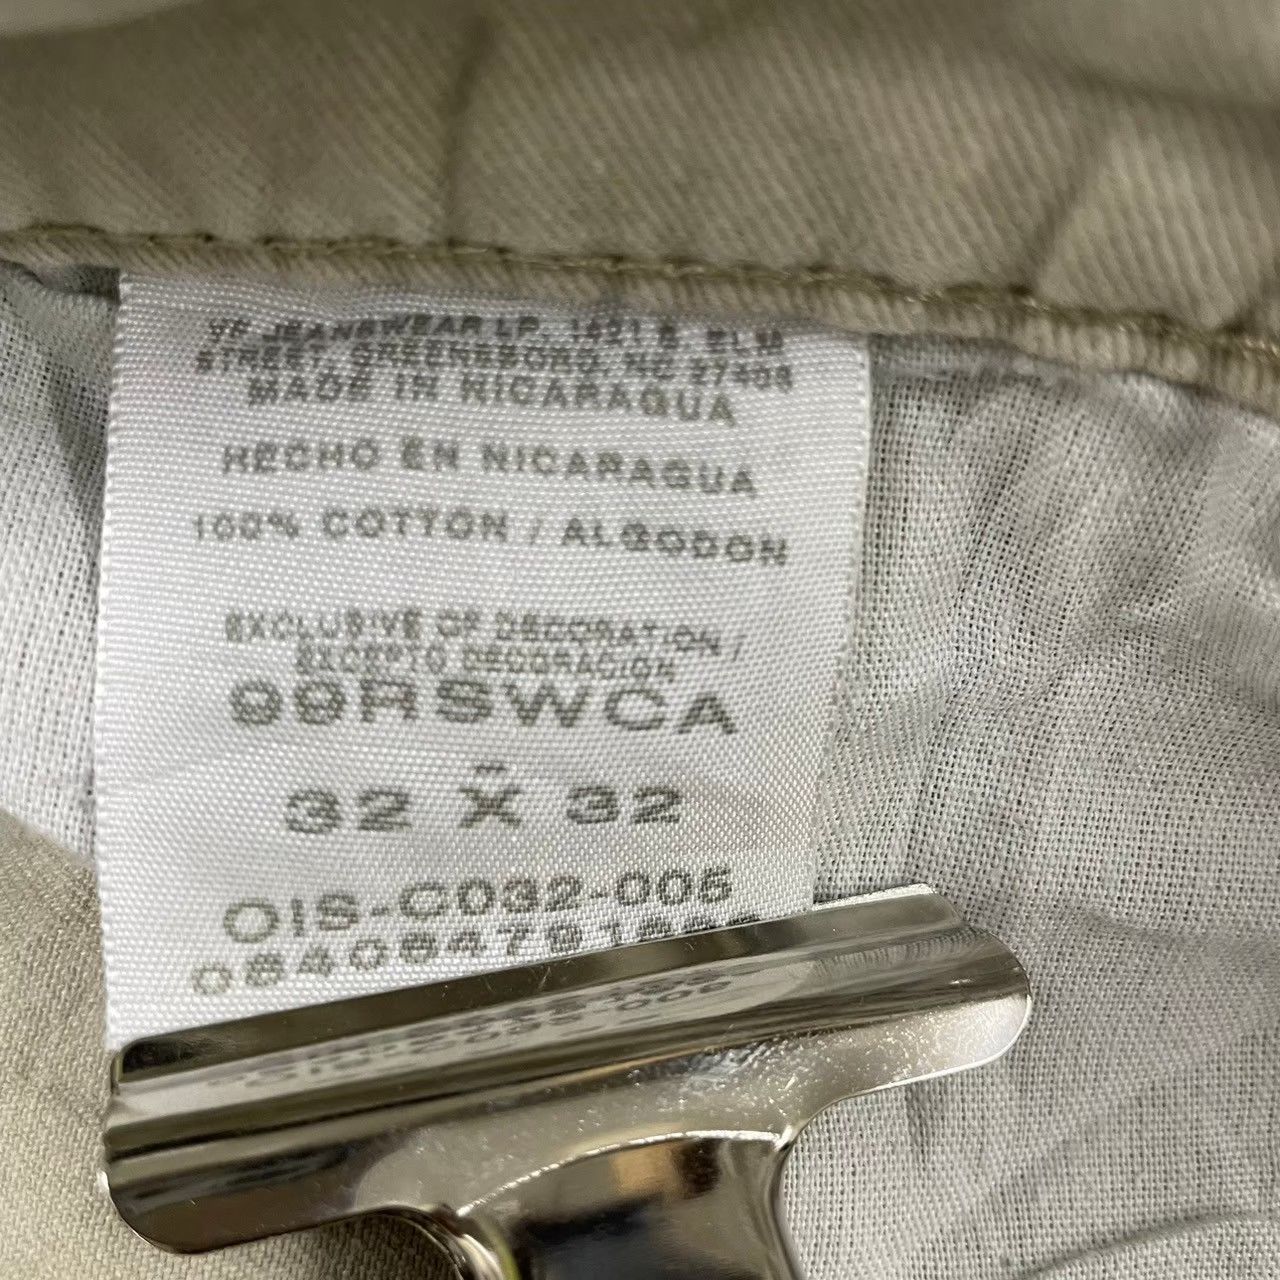 VF JEANSWEAR LP. 1521 S. ELM
STREET, GREENSBORO, NC 27406
MADE IN NICARAGUA
HECHO EN NICARAGUA
100% COTTON / ALGODON
EXCLUSIVE OF DECORATION /
EXCEPTO DECORACION
99RSWCA
32 X 32
OIS-C032-005